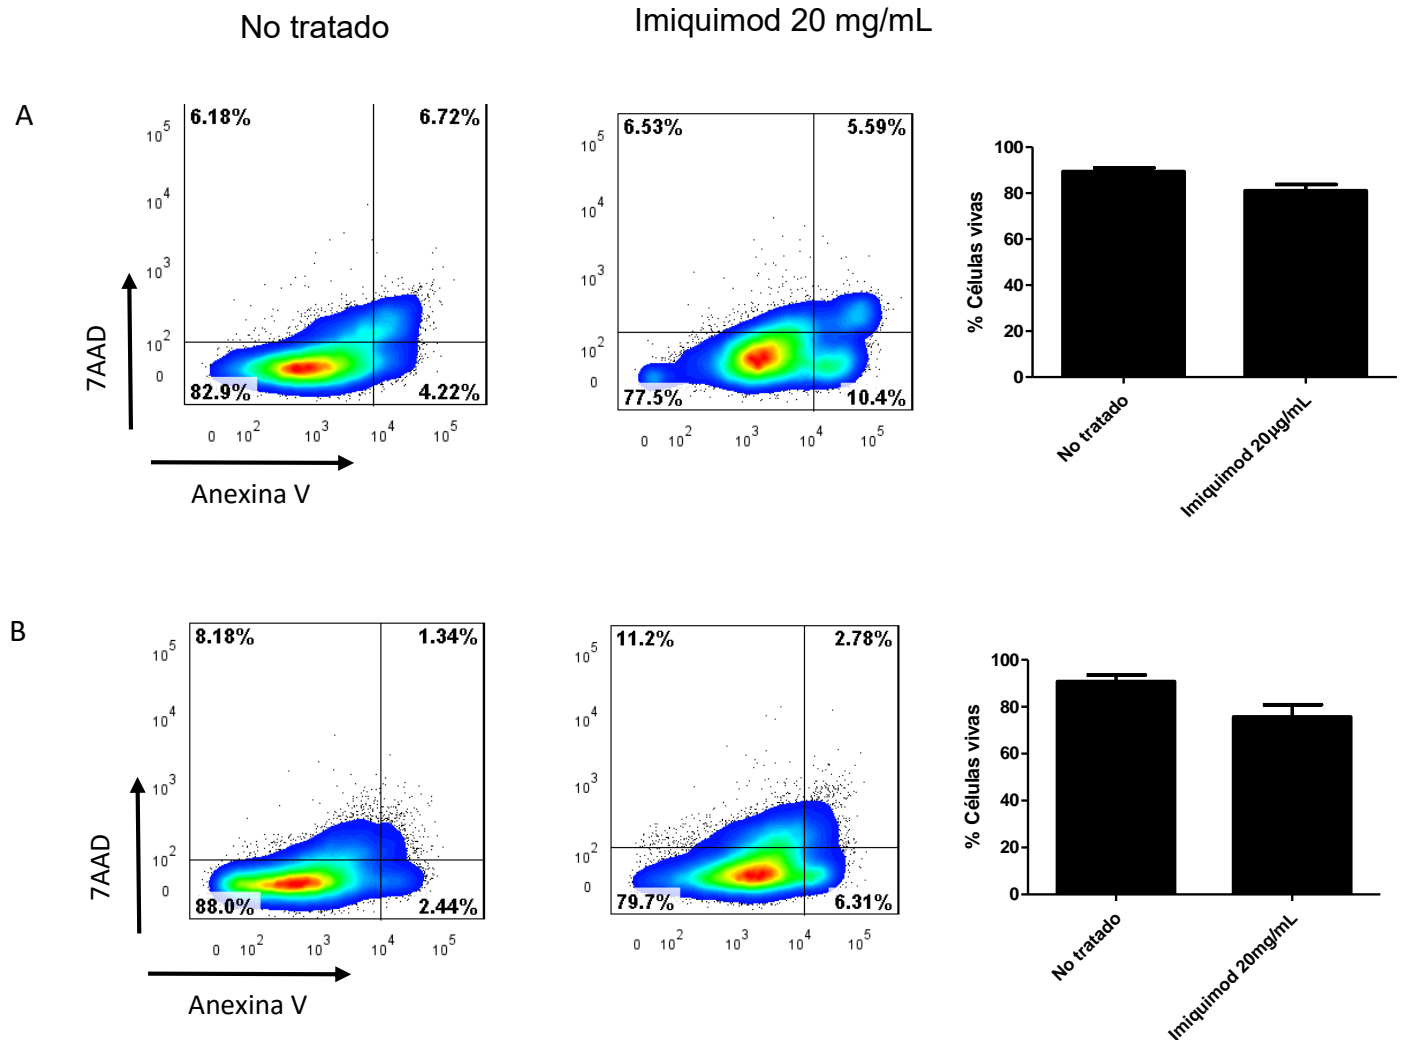 No tratado
Imiquimod 20 mg/mL
A
6.18%
6.72%
10^5
10^4
10^3
10^2
0
82.9%
4.22%
0 10^2 10^3 10^4 10^5
7AAD
Anexina V
6.53%
5.59%
10^5
10^4
10^3
10^2
0
77.5%
10.4%
0 10^2 10^3 10^4 10^5
100
80
60
40
20
0
% Células vivas
No tratado
Imiquimod 20µg/mL
B
8.18%
1.34%
10^5
10^4
10^3
10^2
0
88.0%
2.44%
0 10^2 10^3 10^4 10^5
7AAD
Anexina V
11.2%
2.78%
10^5
10^4
10^3
10^2
0
79.7%
6.31%
0 10^2 10^3 10^4 10^5
100
80
60
40
20
0
% Células vivas
No tratado
Imiquimod 20mg/mL